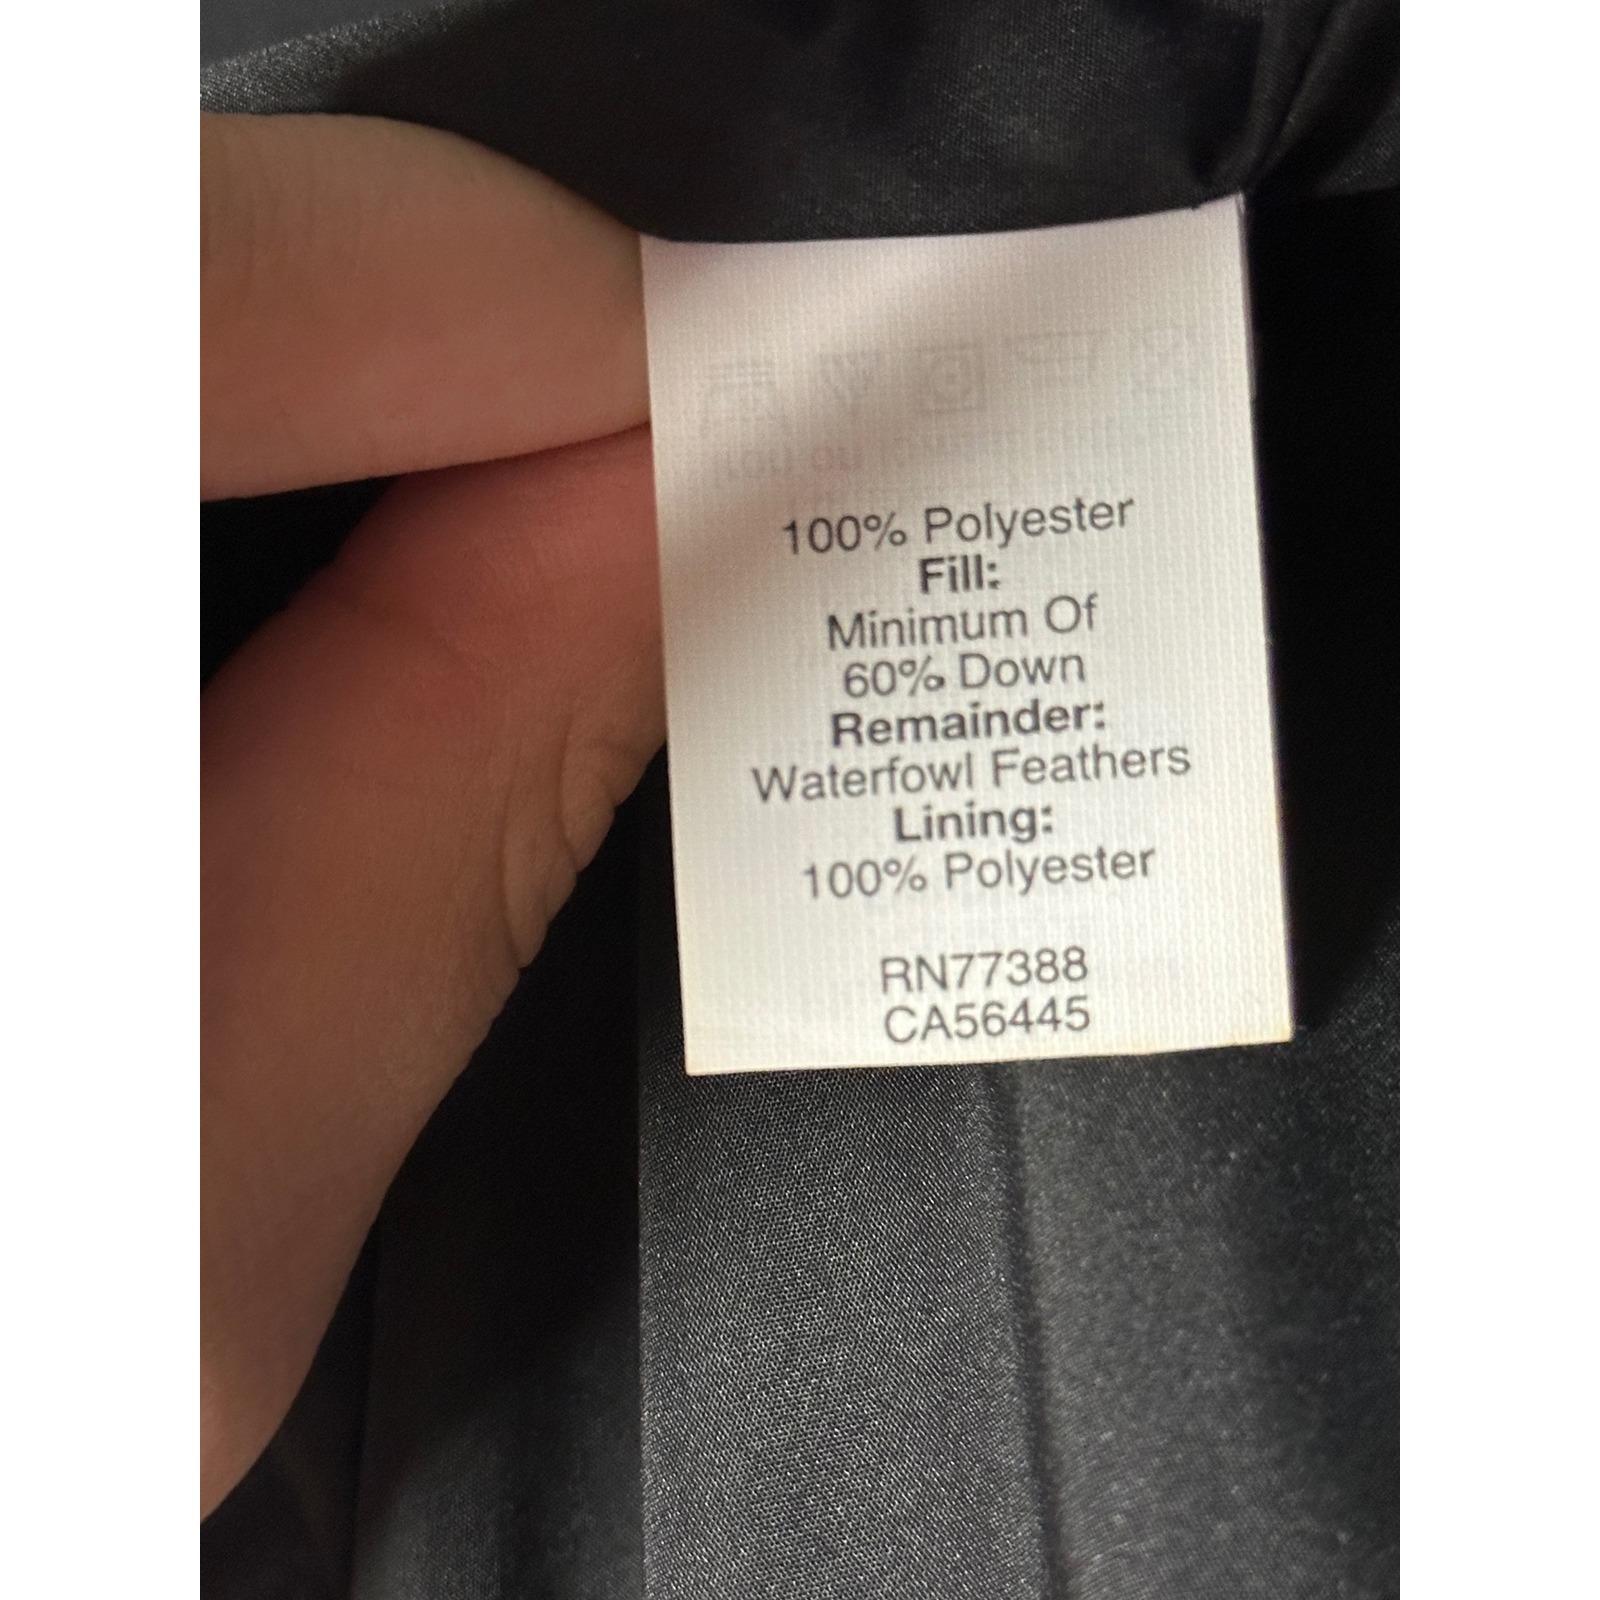 100% Polyester
Fill:
Minimum Of
60% Down
Remainder:
Waterfowl Feathers
Lining:
100% Polyester
RN77388
CA56445